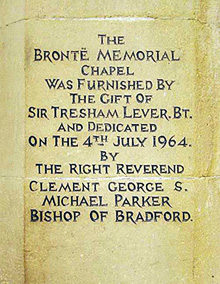 THE
BRONTË MEMORIAL
CHAPEL
WAS FURNISHED BY
THE GIFT OF
SIR TRESHAM LEVER, BT.
AND DEDICATED
ON THE 4TH JULY 1964.
BY
THE RIGHT REVEREND
CLEMENT GEORGE S.
MICHAEL PARKER
BISHOP OF BRADFORD.